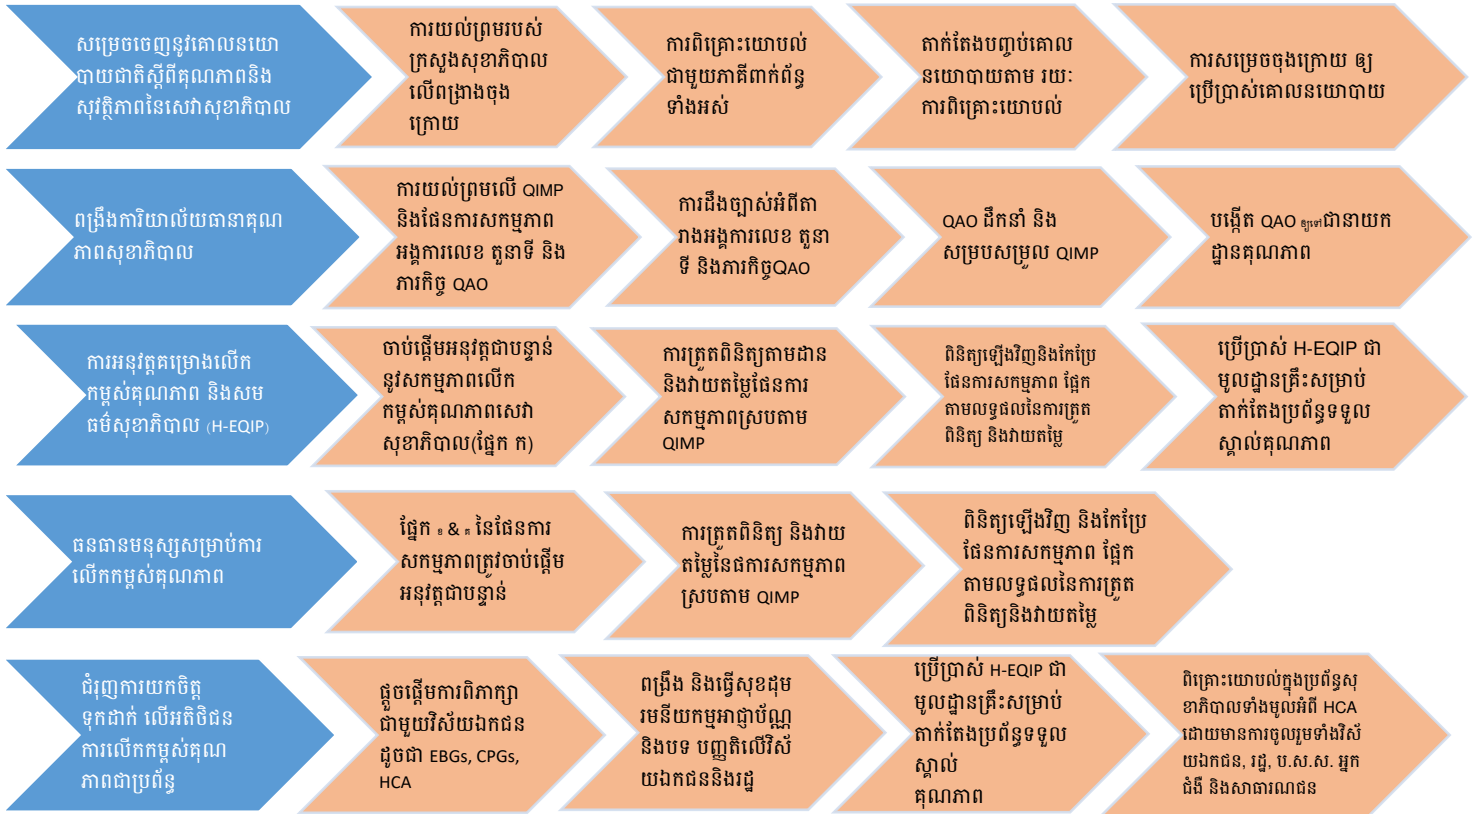 សម្រេចចេញនូវគោលនយោ
បាយជាតិស្តីពីគុណភាពនិង
សុវត្ថិភាពនៃសេវាសុខាភិបាល
ការយល់ព្រមរបស់
ក្រសួងសុខាភិបាល
លើពង្រាងចុង
ក្រោយ
ការពិគ្រោះយោបល់
ជាមួយភាគីពាក់ព័ន្ធ
ទាំងអស់
តាក់តែងបញ្ចប់គោល
នយោបាយតាម រយៈ
ការពិគ្រោះយោបល់
ការសម្រេចចុងក្រោយ ឲ្យ
ប្រើប្រាស់គោលនយោបាយ
ពង្រឹងការិយាល័យធានាគុណ
ភាពសុខាភិបាល
ការយល់ព្រមលើ QIMP
និងផែនការសកម្មភាព
អង្គការលេខ តួនាទី និង
ភារកិច្ច QAO
ការដឹងច្បាស់អំពីតា
រាងអង្គការលេខ តួនា
ទី និងភារកិច្ចQAO
QAO ដឹកនាំ និង
សម្របសម្រួល QIMP
បង្កើត QAO ឲ្យទៅជានាយក
ដ្ឋានគុណភាព
ការអនុវត្តគម្រោងលើក
កម្ពស់គុណភាព និងសម
ធម៌សុខាភិបាល (H-EQIP)
ចាប់ផ្តើមអនុវត្តជាបន្ទាន់
នូវសកម្មភាពលើក
កម្ពស់គុណភាពសេវា
សុខាភិបាល(ផ្នែក ក)
ការត្រួតពិនិត្យតាមដាន
និងវាយតម្លៃផែនការ
សកម្មភាពស្របតាម
QIMP
ពិនិត្យឡើងវិញនិងកែប្រែ
ផែនការសកម្មភាព ផ្អែក
តាមលទ្ធផលនៃការត្រួត
ពិនិត្យ និងវាយតម្លៃ
ប្រើប្រាស់ H-EQIP ជា
មូលដ្ឋានគ្រឹះសម្រាប់
តាក់តែងប្រព័ន្ធទទួល
ស្គាល់គុណភាព
ធនធានមនុស្សសម្រាប់ការ
លើកកម្ពស់គុណភាព
ផ្នែក ខ & គ នៃផែនការ
សកម្មភាពត្រូវចាប់ផ្តើម
អនុវត្តជាបន្ទាន់
ការត្រួតពិនិត្យ និងវាយ
តម្លៃនៃផការសកម្មភាព
ស្របតាម QIMP
ពិនិត្យឡើងវិញ និងកែប្រែ
ផែនការសកម្មភាព ផ្អែក
តាមលទ្ធផលនៃការត្រួត
ពិនិត្យនិងវាយតម្លៃ
ជំរុញការយកចិត្ត
ទុកដាក់ លើអតិថិជន
ការលើកកម្ពស់គុណ
ភាពជាប្រព័ន្ធ
ផ្តួចផ្តើមការពិភាក្សា
ជាមួយវិស័យឯកជន
ដូចជា EBGs, CPGs,
HCA
ពង្រឹង និងធ្វើសុខដុម
រមនីយកម្មអាជ្ញាប័ណ្ណ
និងបទ បញ្ញតិលើវិស័
យឯកជននិងរដ្ឋ
ប្រើប្រាស់ H-EQIP ជា
មូលដ្ឋានគ្រឹះសម្រាប់
តាក់តែងប្រព័ន្ធទទួល
ស្គាល់
គុណភាព
ពិគ្រោះយោបល់ក្នុងប្រព័ន្ធសុ
ខាភិបាលទាំងមូលអំពី HCA
ដោយមានការចូលរួមទាំងវិស័
យឯកជន, រដ្ឋ, ប.ស.ស. អ្នក
ជំងឺ និងសាធារណជន